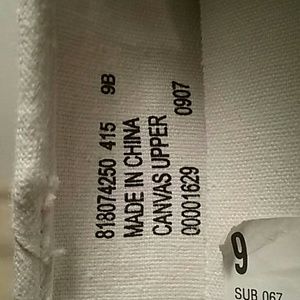 818074250 415 9B
MADE IN CHINA
CANVAS UPPER
00001629 0907
9
SUB 067